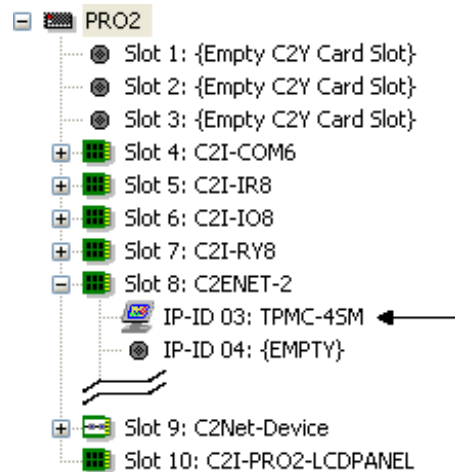 PRO2
Slot 1: {Empty C2Y Card Slot}
Slot 2: {Empty C2Y Card Slot}
Slot 3: {Empty C2Y Card Slot}
Slot 4: C2I-COM6
Slot 5: C2I-IR8
Slot 6: C2I-IO8
Slot 7: C2I-RY8
Slot 8: C2ENET-2
IP-ID 03: TPMC-4SM
IP-ID 04: {EMPTY}
Slot 9: C2Net-Device
Slot 10: C2I-PRO2-LCDPANEL